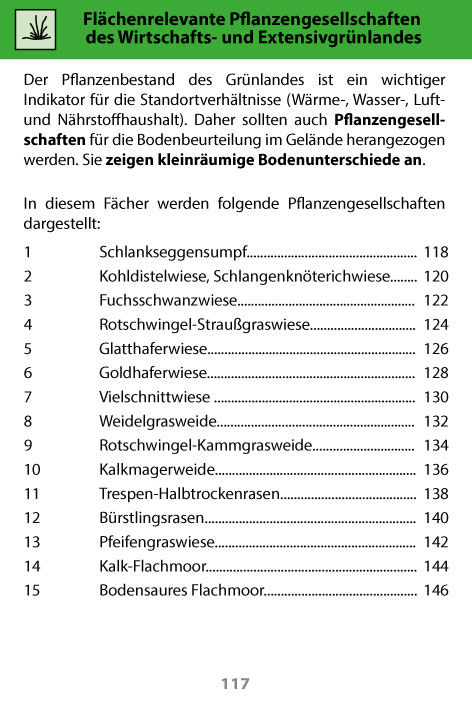 Flächenrelevante Pflanzengesellschaften
des Wirtschafts- und Extensivgrünlandes
Der Pflanzenbestand des Grünlandes ist ein wichtiger
Indikator für die Standortverhältnisse (Wärme-, Wasser-, Luft-
und Nährstoffhaushalt). Daher sollten auch Pflanzengesell-
schaften für die Bodenbeurteilung im Gelände herangezogen
werden. Sie zeigen kleinräumige Bodenunterschiede an.
In diesem Fächer werden folgende Pflanzengesellschaften
dargestellt:
1 Schlankseggensumpf.................................................. 118
2 Kohldistelwiese, Schlangenknöterichwiese........ 120
3 Fuchsschwanzwiese.................................................... 122
4 Rotschwingel-Straußgraswiese............................... 124
5 Glatthaferwiese............................................................. 126
6 Goldhaferwiese............................................................. 128
7 Vielschnittwiese ........................................................... 130
8 Weidelgrasweide.......................................................... 132
9 Rotschwingel-Kammgrasweide.............................. 134
10 Kalkmagerweide........................................................... 136
11 Trespen-Halbtrockenrasen........................................ 138
12 Bürstlingsrasen.............................................................. 140
13 Pfeifengraswiese........................................................... 142
14 Kalk-Flachmoor.............................................................. 144
15 Bodensaures Flachmoor............................................. 146
117